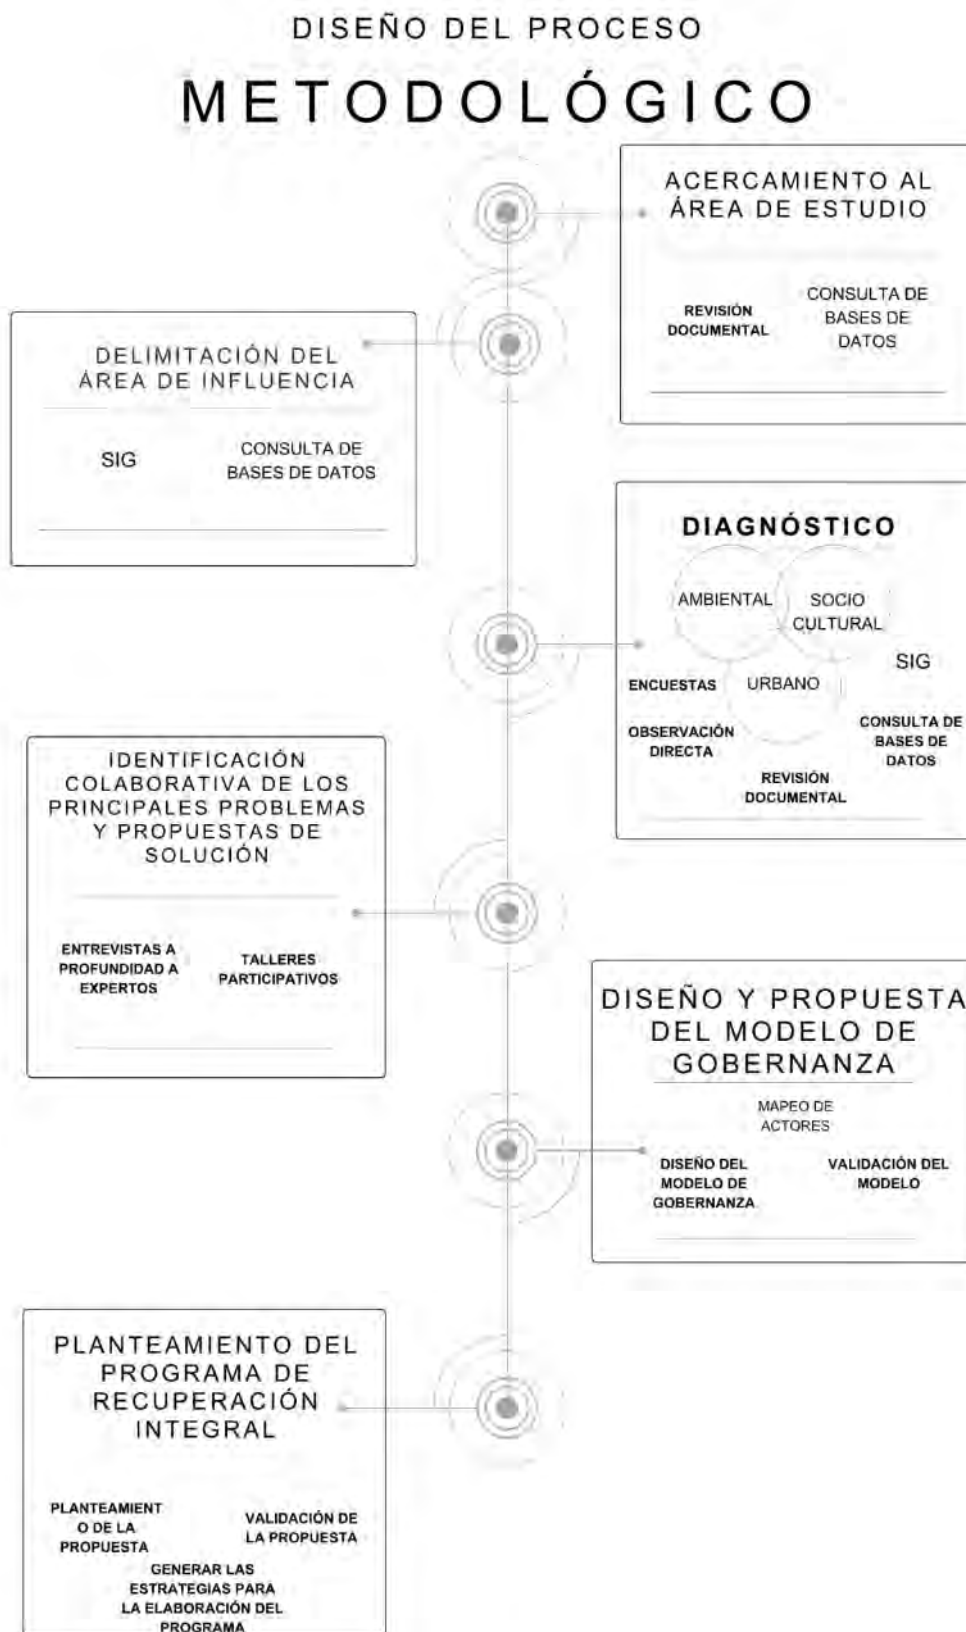 DISEÑO DEL PROCESO
METODOLÓGICO
ACERCAMIENTO AL
ÁREA DE ESTUDIO
REVISIÓN
DOCUMENTAL
CONSULTA DE
BASES DE
DATOS
DELIMITACIÓN DEL
ÁREA DE INFLUENCIA
SIG
CONSULTA DE
BASES DE DATOS
DIAGNÓSTICO
AMBIENTAL
SOCIO
CULTURAL
URBANO
SIG
ENCUESTAS
OBSERVACIÓN
DIRECTA
REVISIÓN
DOCUMENTAL
CONSULTA DE
BASES DE
DATOS
IDENTIFICACIÓN
COLABORATIVA DE LOS
PRINCIPALES PROBLEMAS
Y PROPUESTAS DE
SOLUCIÓN
ENTREVISTAS A
PROFUNDIDAD A
EXPERTOS
TALLERES
PARTICIPATIVOS
DISEÑO Y PROPUESTA
DEL MODELO DE
GOBERNANZA
MAPEO DE
ACTORES
DISEÑO DEL
MODELO DE
GOBERNANZA
VALIDACIÓN DEL
MODELO
PLANTEAMIENTO DEL
PROGRAMA DE
RECUPERACIÓN
INTEGRAL
PLANTEAMIENT
O DE LA
PROPUESTA
VALIDACIÓN DE
LA PROPUESTA
GENERAR LAS
ESTRATEGIAS PARA
LA ELABORACIÓN DEL
PROGRAMA